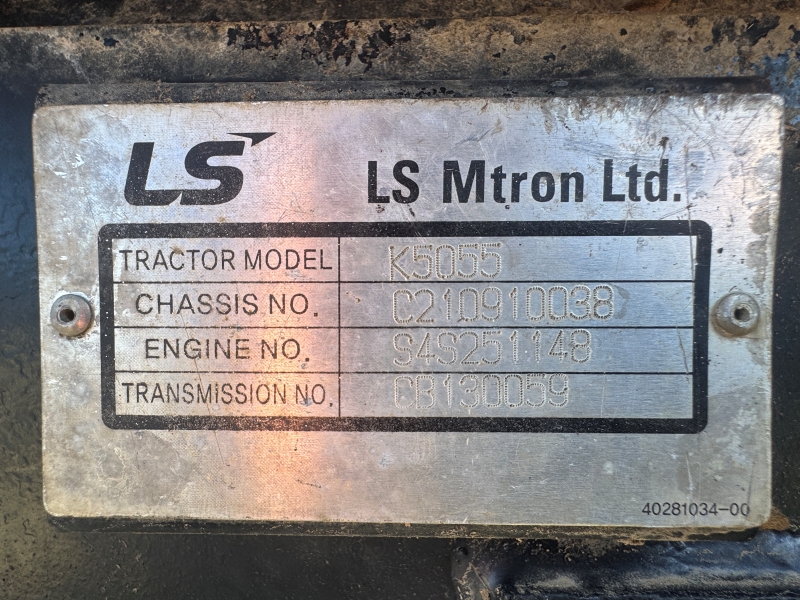 LS LS Mtron Ltd.
TRACTOR MODEL K5055
CHASSIS NO. C210910038
ENGINE NO. S4S251148
TRANSMISSION NO. CB130059
40281034-00